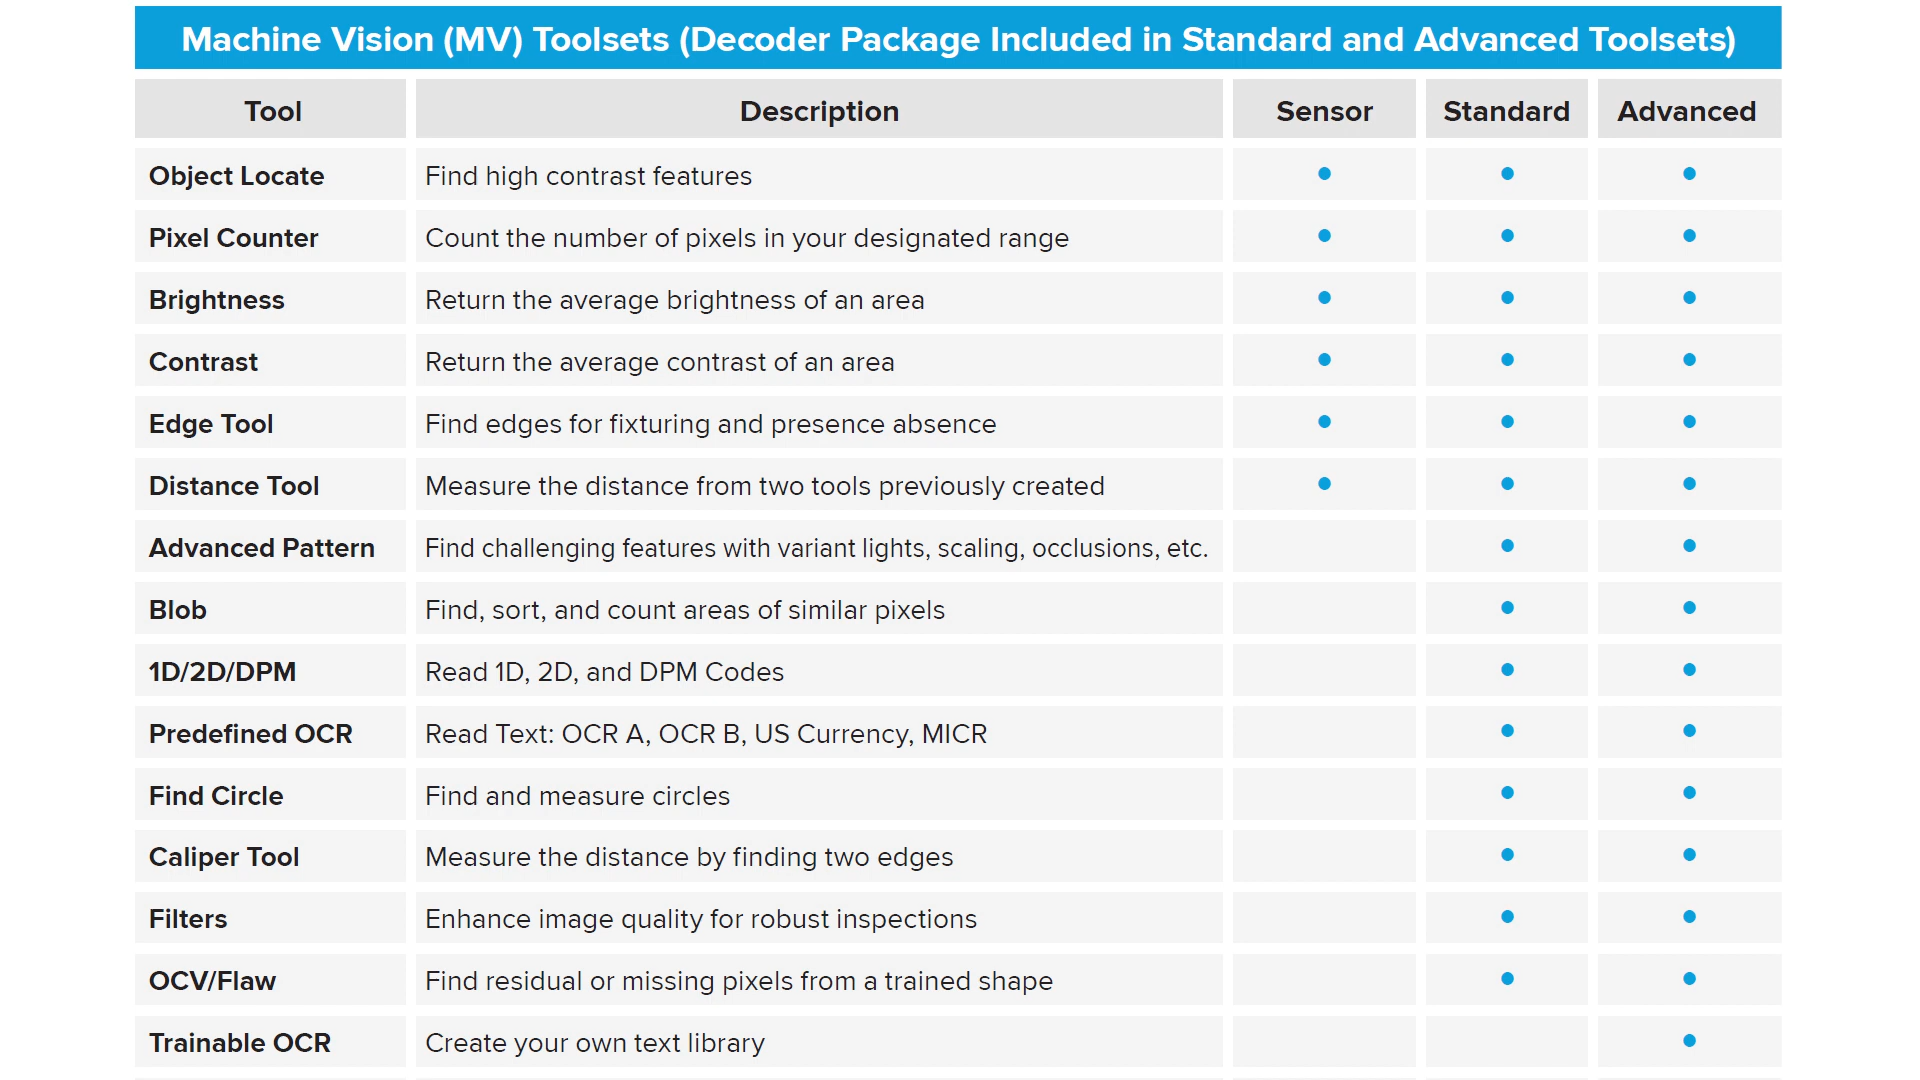 Machine Vision (MV) Toolsets (Decoder Package Included in Standard and Advanced Toolsets)
Tool Description Sensor Standard Advanced
Object Locate Find high contrast features • • •
Pixel Counter Count the number of pixels in your designated range • • •
Brightness Return the average brightness of an area • • •
Contrast Return the average contrast of an area • • •
Edge Tool Find edges for fixturing and presence absence • • •
Distance Tool Measure the distance from two tools previously created • • •
Advanced Pattern Find challenging features with variant lights, scaling, occlusions, etc. • •
Blob Find, sort, and count areas of similar pixels • •
1D/2D/DPM Read 1D, 2D, and DPM Codes • •
Predefined OCR Read Text: OCR A, OCR B, US Currency, MICR • •
Find Circle Find and measure circles • •
Caliper Tool Measure the distance by finding two edges • •
Filters Enhance image quality for robust inspections • •
OCV/Flaw Find residual or missing pixels from a trained shape • •
Trainable OCR Create your own text library •